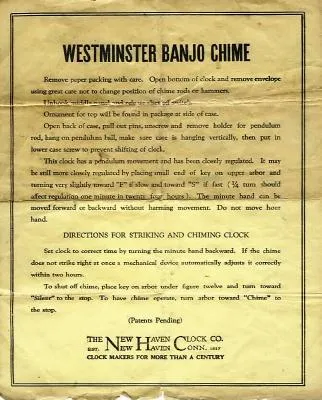 WESTMINSTER BANJO CHIME
Remove paper packing with care. Open bottom of clock and remove envelope
using great care not to change position of chime rods or hammers.
Unhook middle panel and
Ornament for top will be found in package at side of case.
Open back of case, pull out pins, unscrew and remove holder for pendulum
rod, hang on pendulum ball, make sure case is hanging vertically, then put in
lower case screw to prevent shifting of clock.
This clock has a pendulum movement and has been closely regulated. It may
be still more closely regulated by placing small end of key on upper arbor and
turning very slightly toward "F" if slow and toward "S" if fast (¼ turn should
affect regulation one minute in twenty four hours). The minute hand can be
moved forward or backward without harming movement. Do not move hour
hand.
DIRECTIONS FOR STRIKING AND CHIMING CLOCK
Set clock to correct time by turning the minute hand backward. If the chime
does not strike right at once a mechanical device automatically adjusts it correctly
within two hours.
To shut off chime, place key on arbor under figure twelve and turn toward
"Silent" to the stop. To have chime operate, turn arbor toward "Chime" to
the stop.
(Patents Pending)
THE NEW HAVEN CLOCK CO.
EST. NEW HAVEN CONN. 1817
CLOCK MAKERS FOR MORE THAN A CENTURY